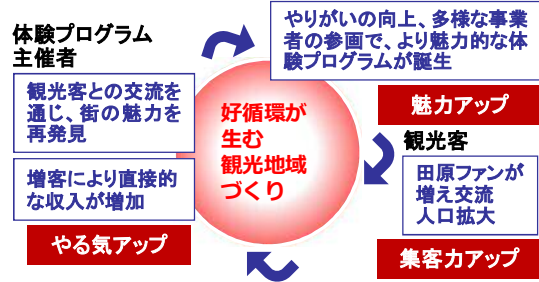 体験プログラム
主催者
観光客との交流を
通じ、街の魅力を
再発見
増客により直接的
な収入が増加
やる気アップ
好循環が
生む
観光地域
づくり
やりがいの向上、多様な事業
者の参画で、より魅力的な体
験プログラムが誕生
魅力アップ
観光客
田原ファンが
増え交流
人口拡大
集客力アップ